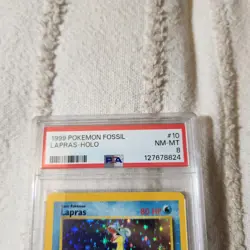 1999 POKEMON FOSSIL #10
LAPRAS-HOLO NM-MT
8
PSA 127678824
Lapras